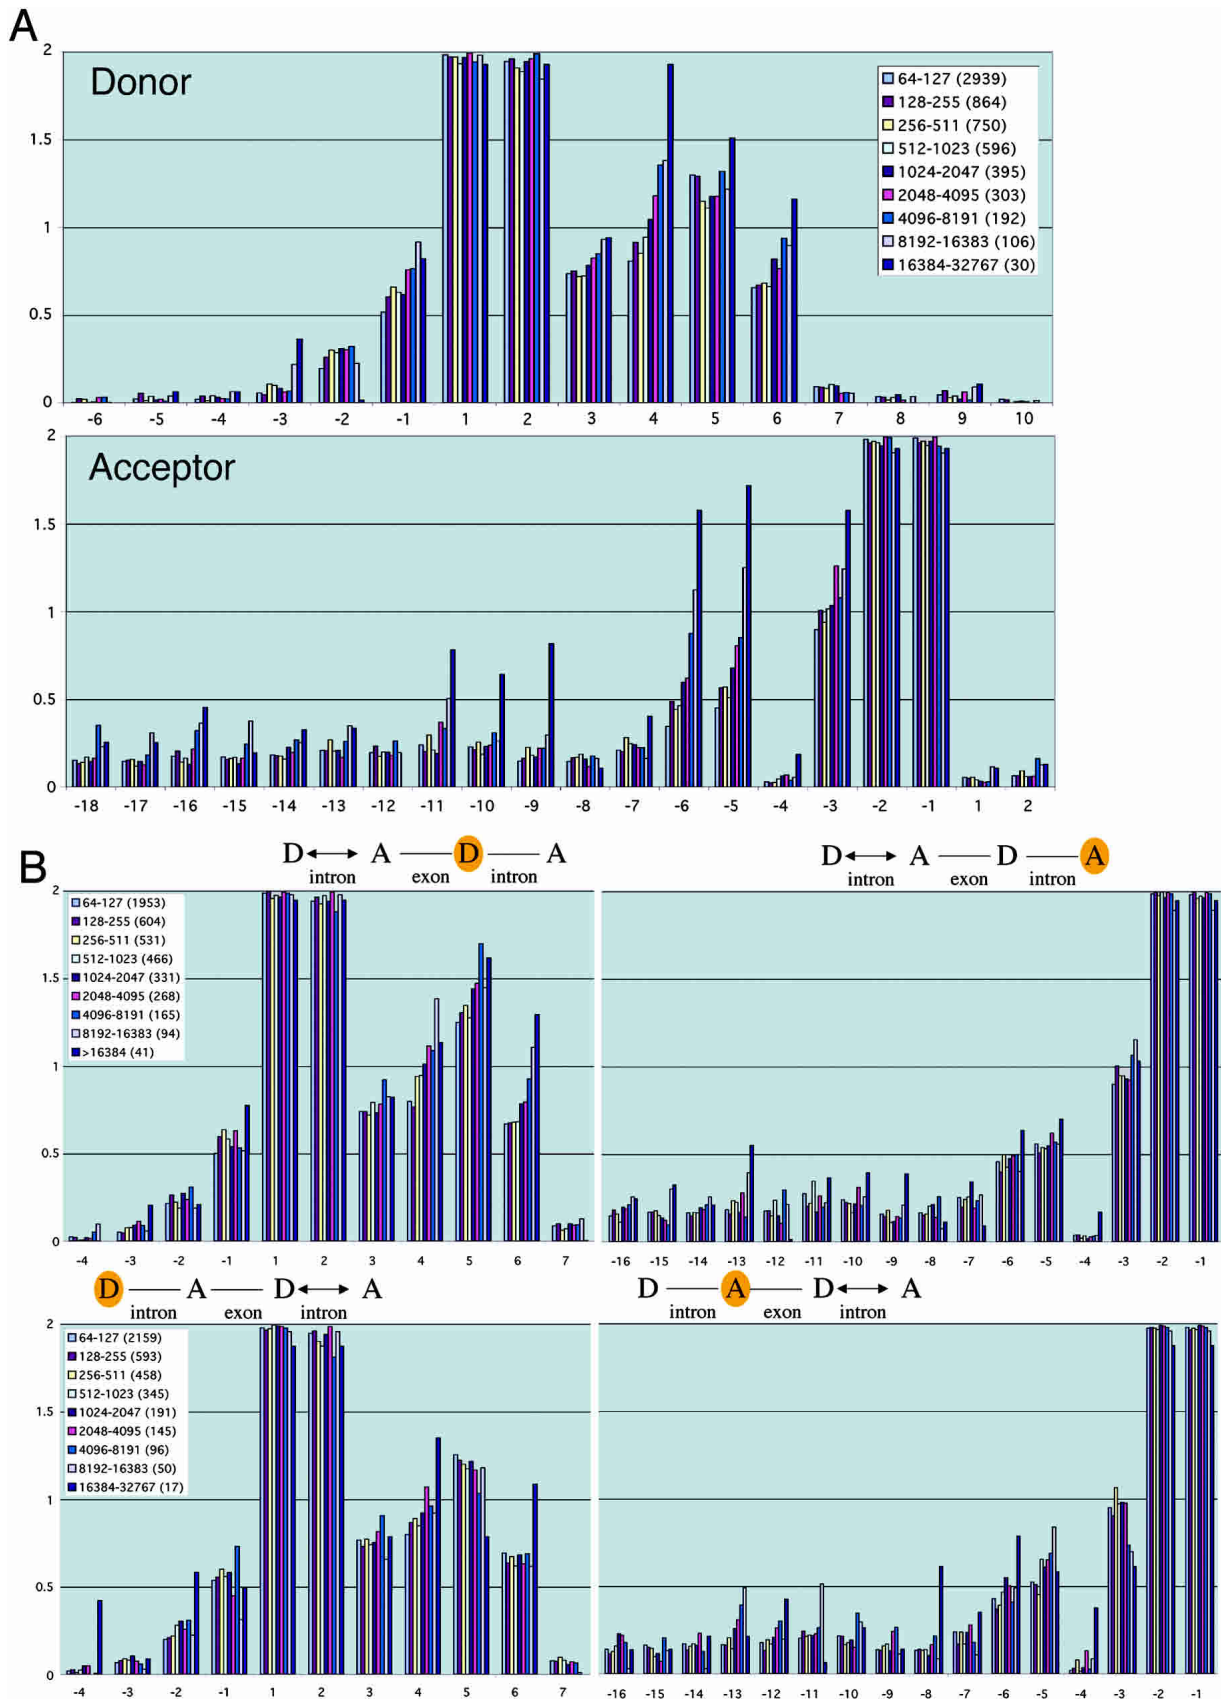 A
Donor
2
1.5
1
0.5
0
64-127 (2939)
128-255 (864)
256-511 (750)
512-1023 (596)
1024-2047 (395)
2048-4095 (303)
4096-8191 (192)
8192-16383 (106)
16384-32767 (30)
-6 -5 -4 -3 -2 -1 1 2 3 4 5 6 7 8 9 10
Acceptor
2
1.5
1
0.5
0
-18 -17 -16 -15 -14 -13 -12 -11 -10 -9 -8 -7 -6 -5 -4 -3 -2 -1 1 2
B
D A D A
intron exon intron
D A D A
intron exon intron
2
1.5
1
0.5
0
64-127 (1953)
128-255 (604)
256-511 (531)
512-1023 (466)
1024-2047 (331)
2048-4095 (268)
4096-8191 (165)
8192-16383 (94)
>16384 (41)
-4 -3 -2 -1 1 2 3 4 5 6 7
-16 -15 -14 -13 -12 -11 -10 -9 -8 -7 -6 -5 -4 -3 -2 -1
D A D A
intron exon intron
D A D A
intron exon intron
2
1.5
1
0.5
0
64-127 (2159)
128-255 (593)
256-511 (458)
512-1023 (345)
1024-2047 (191)
2048-4095 (145)
4096-8191 (96)
8192-16383 (50)
16384-32767 (17)
-4 -3 -2 -1 1 2 3 4 5 6 7
-16 -15 -14 -13 -12 -11 -10 -9 -8 -7 -6 -5 -4 -3 -2 -1